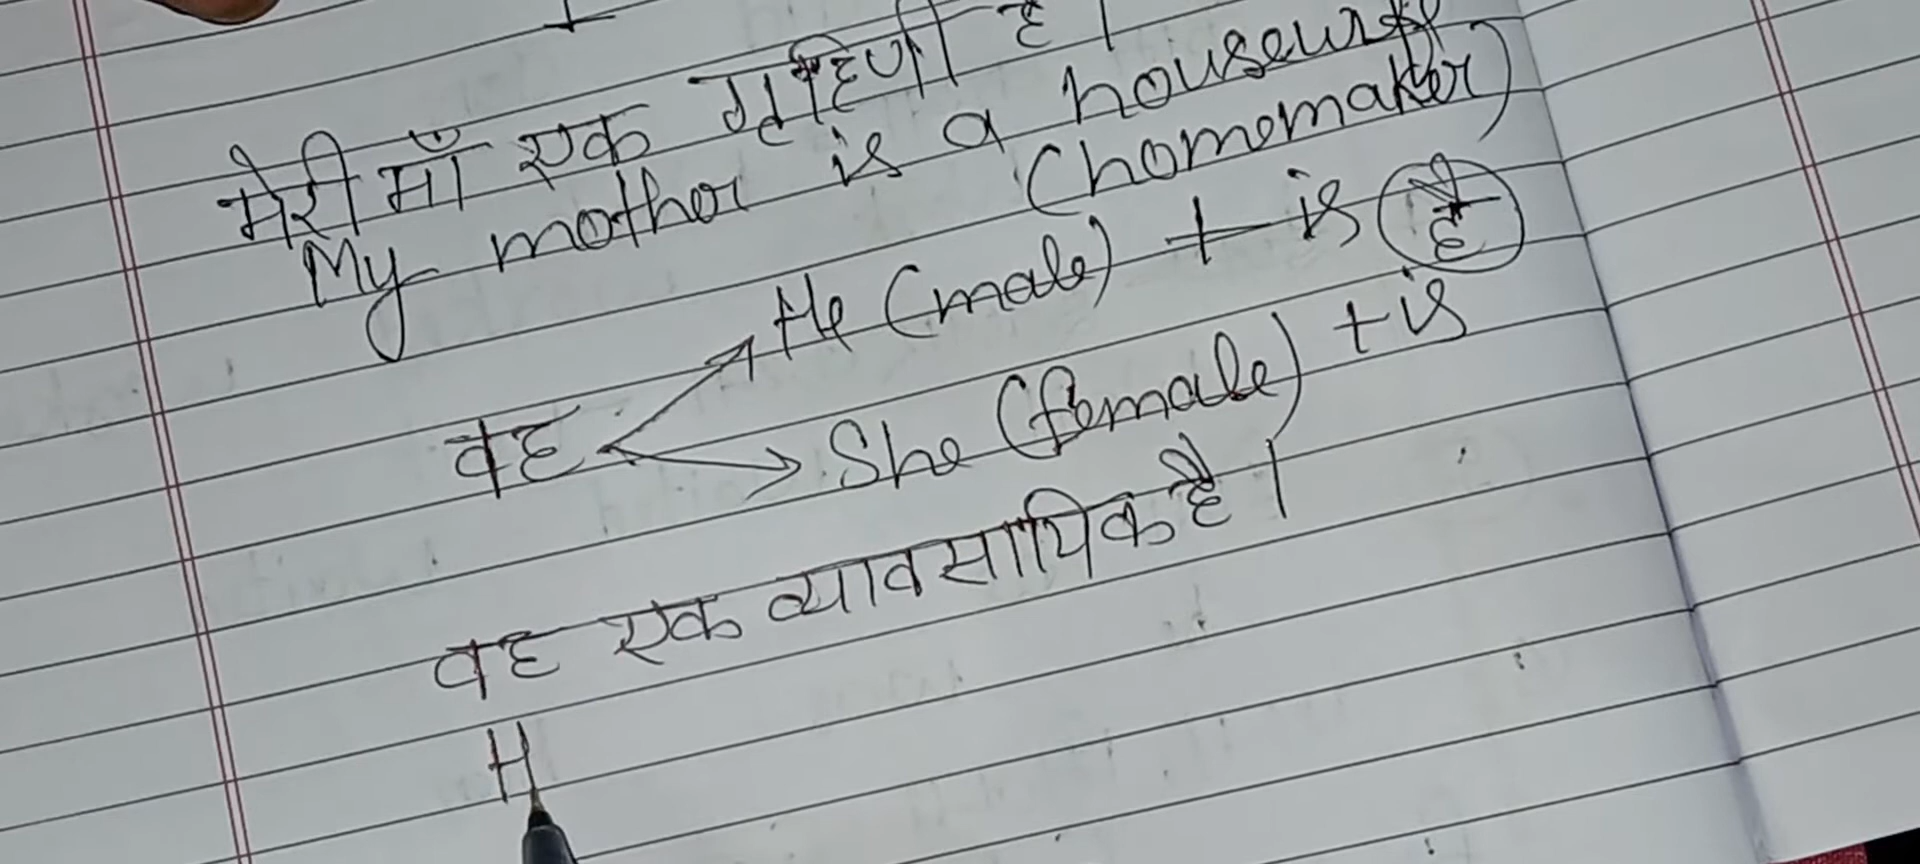 मेरी माँ एक गृहिणी है ।
My mother is a housewife
(homemaker)
वह He (male) + is है
She (female) + is
वह एक व्यावसायिक है ।
H